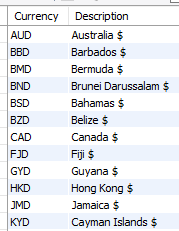 Currency Description
AUD Australia $
BBD Barbados $
BMD Bermuda $
BND Brunei Darussalam $
BSD Bahamas $
BZD Belize $
CAD Canada $
FJD Fiji $
GYD Guyana $
HKD Hong Kong $
JMD Jamaica $
KYD Cayman Islands $